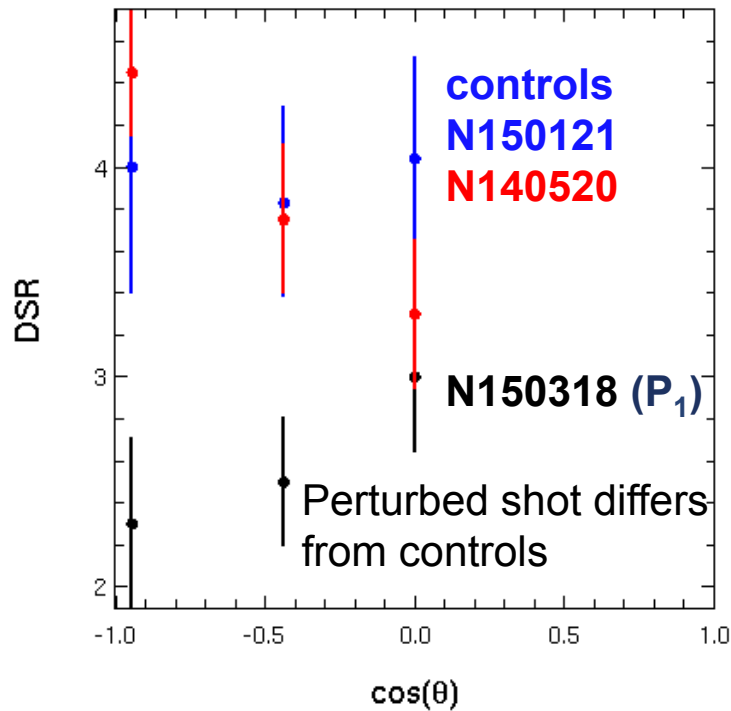 controls
N150121
4
N140520
DSR
3
N150318 (P₁)
Perturbed shot differs
from controls
2
-1.0 -0.5 0.0 0.5 1.0
cos(θ)